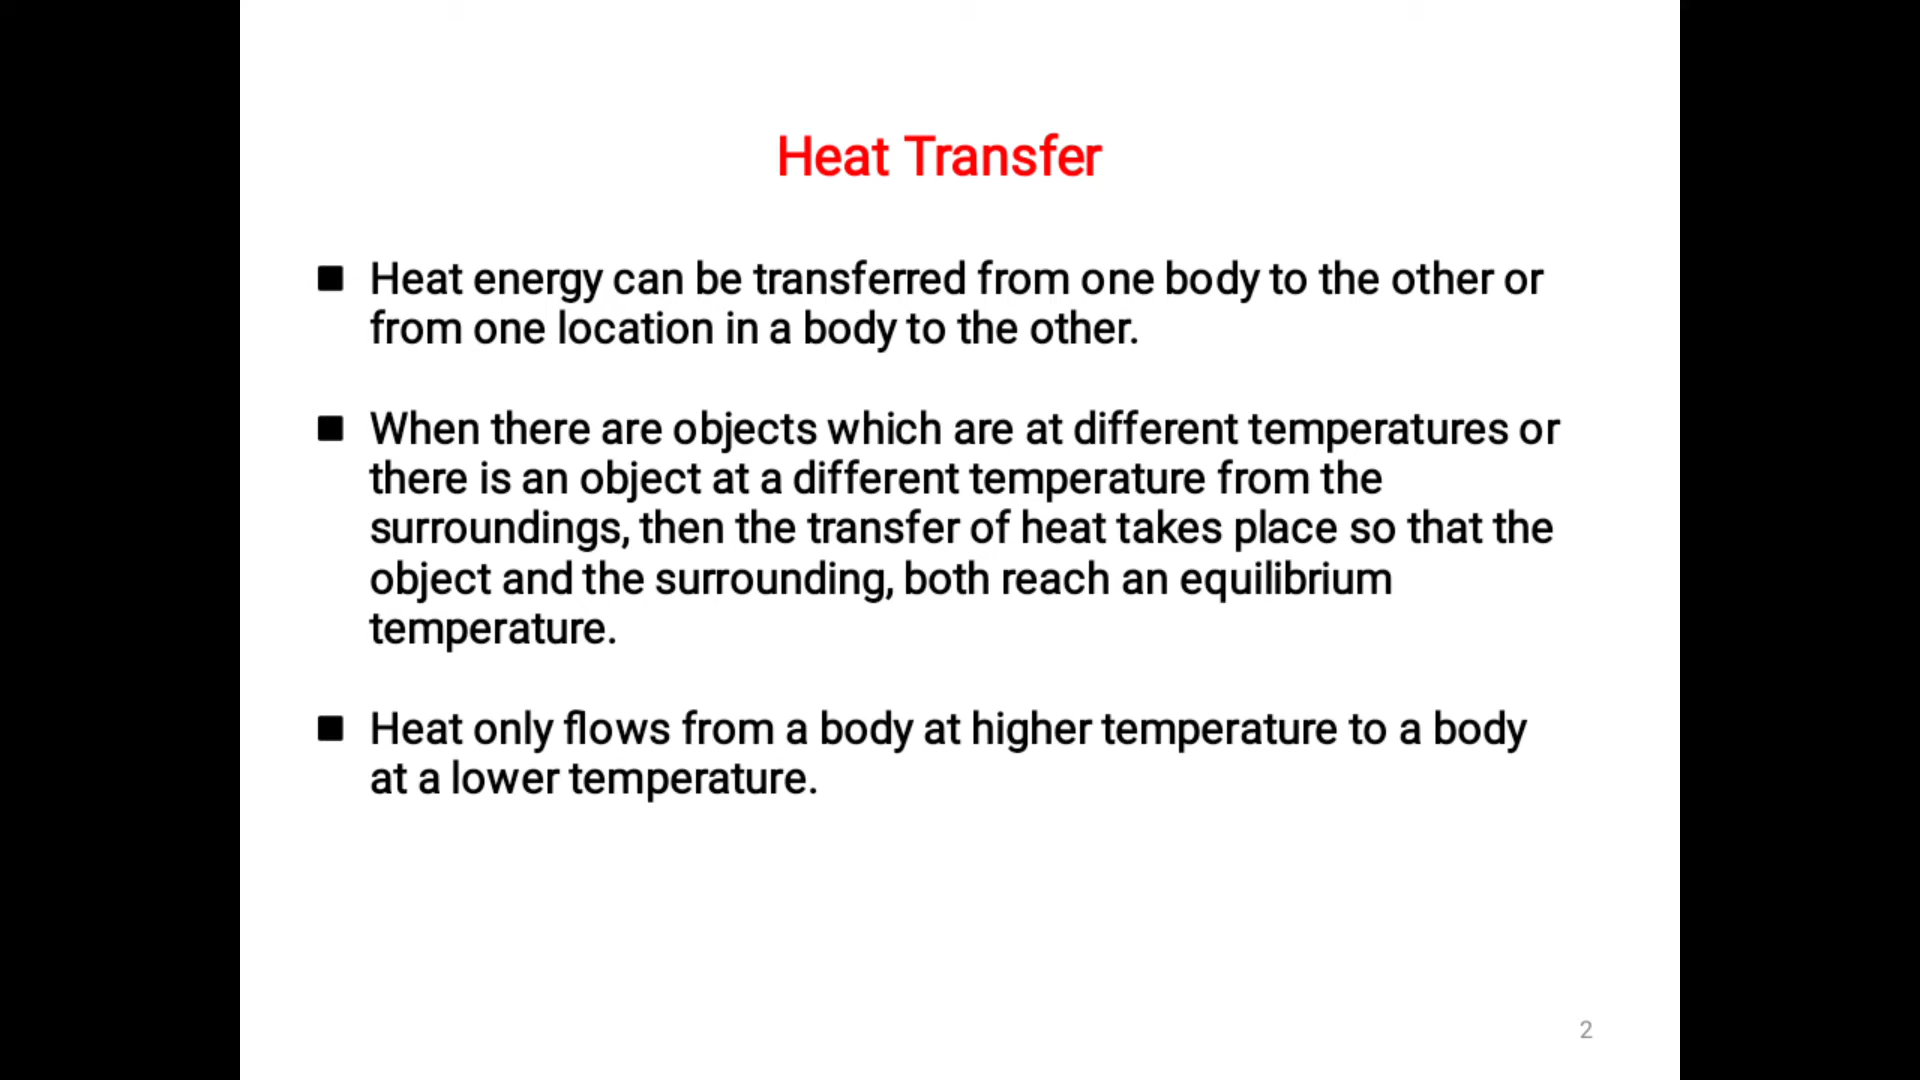 Heat Transfer
■ Heat energy can be transferred from one body to the other or
from one location in a body to the other.
■ When there are objects which are at different temperatures or
there is an object at a different temperature from the
surroundings, then the transfer of heat takes place so that the
object and the surrounding, both reach an equilibrium
temperature.
■ Heat only flows from a body at higher temperature to a body
at a lower temperature.
2